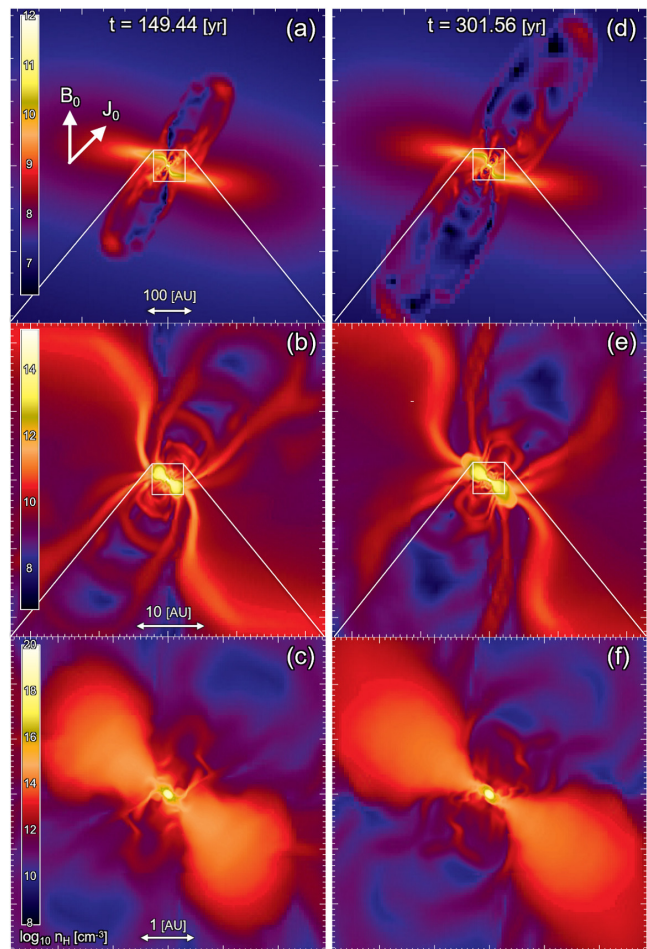 t = 149.44 [yr] (a)
t = 301.56 [yr] (d)
12
11
10
9
8
7
B₀ J₀
100 [AU]
(b)
(e)
14
12
10
8
10 [AU]
(c)
(f)
20
18
16
14
12
10
8
log₁₀ n_H [cm⁻³]
1 [AU]